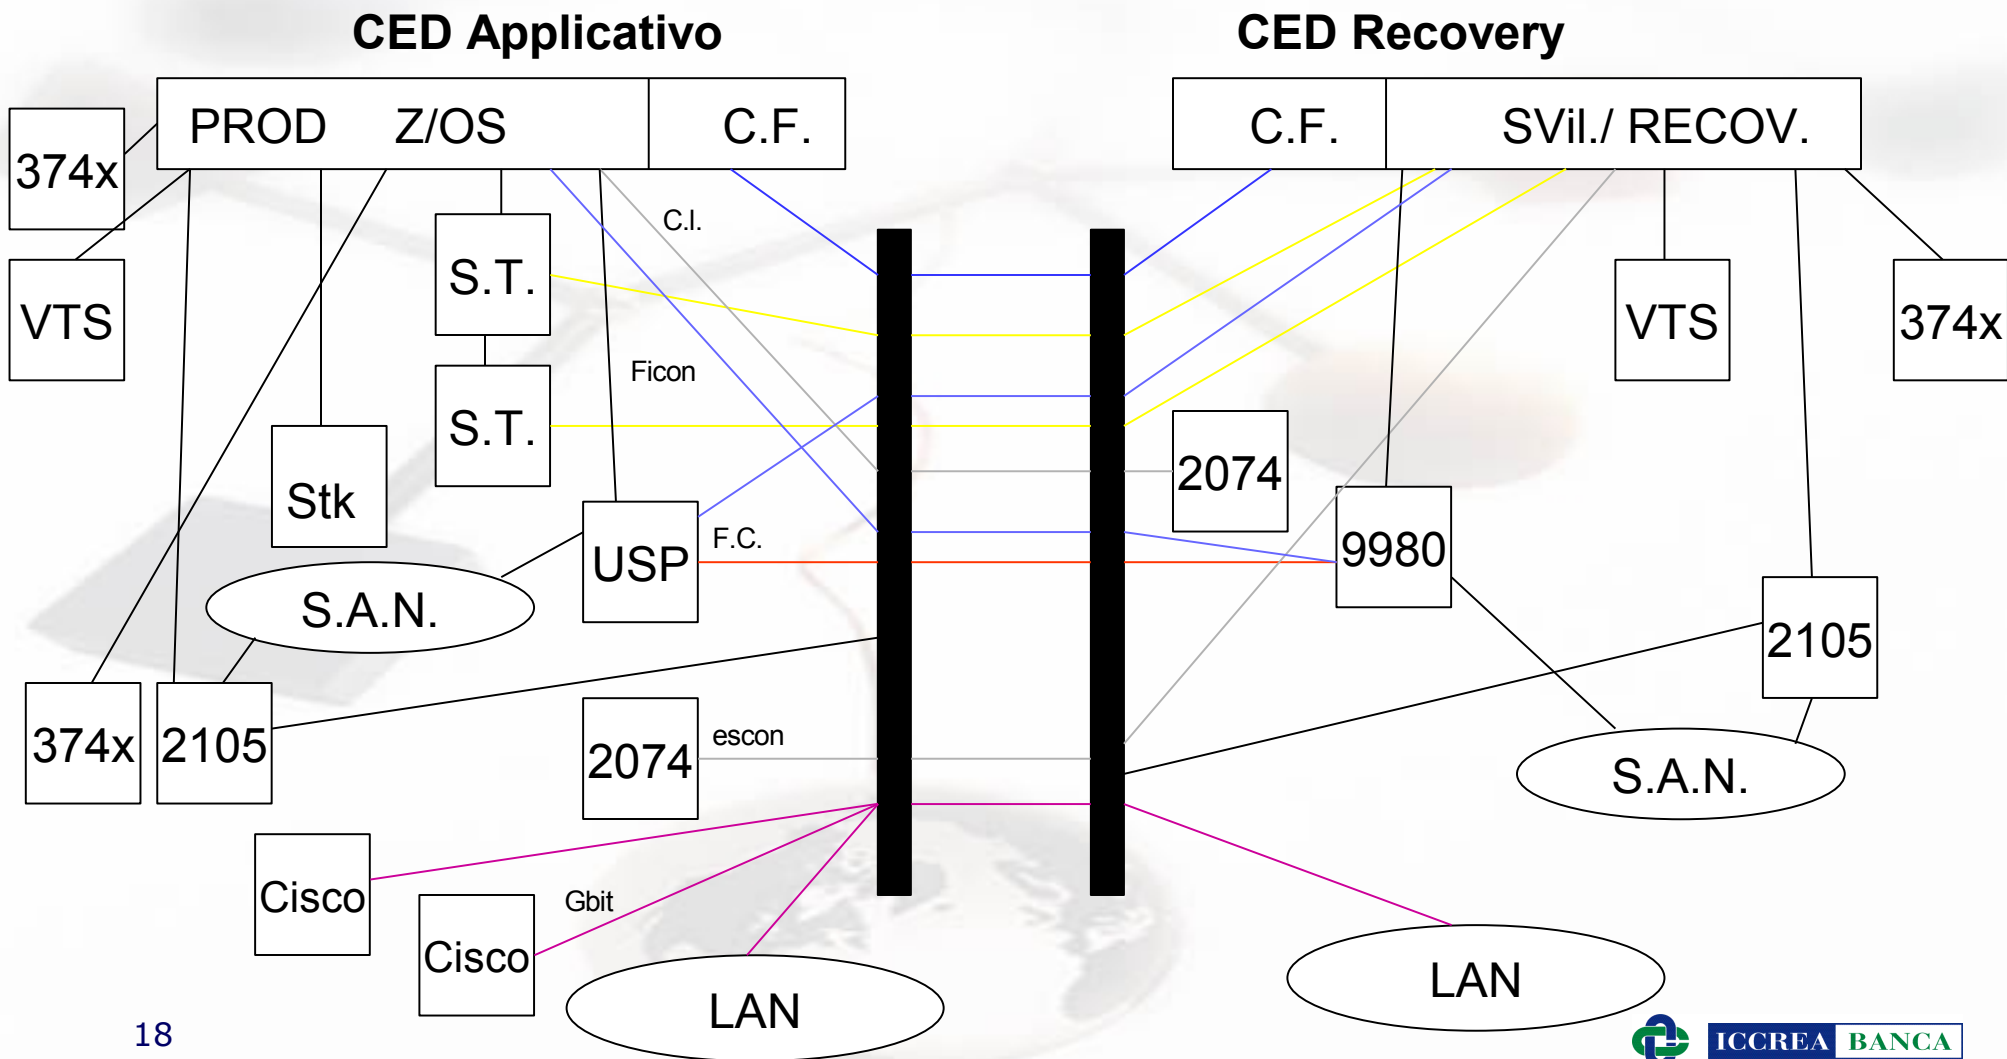 CED Applicativo
CED Recovery
PROD Z/OS
C.F.
C.F.
SVil./ RECOV.
374x
VTS
S.T.
S.T.
Stk
C.I.
Ficon
USP
F.C.
S.A.N.
374x
2105
2074
escon
Cisco
Cisco
Gbit
LAN
2074
9980
VTS
374x
2105
S.A.N.
LAN
18
ICCREA BANCA